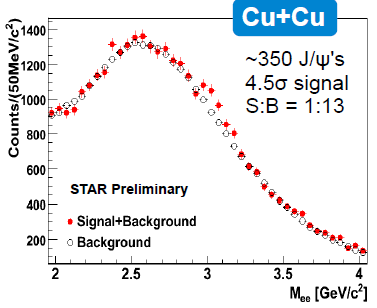 Cu+Cu
~350 J/ψ's
4.5σ signal
S:B = 1:13
Counts/(50MeV/c²)
1400
1200
1000
800
600
400
200
STAR Preliminary
Signal+Background
Background
2
2.5
3
3.5
4
Mee [GeV/c²]